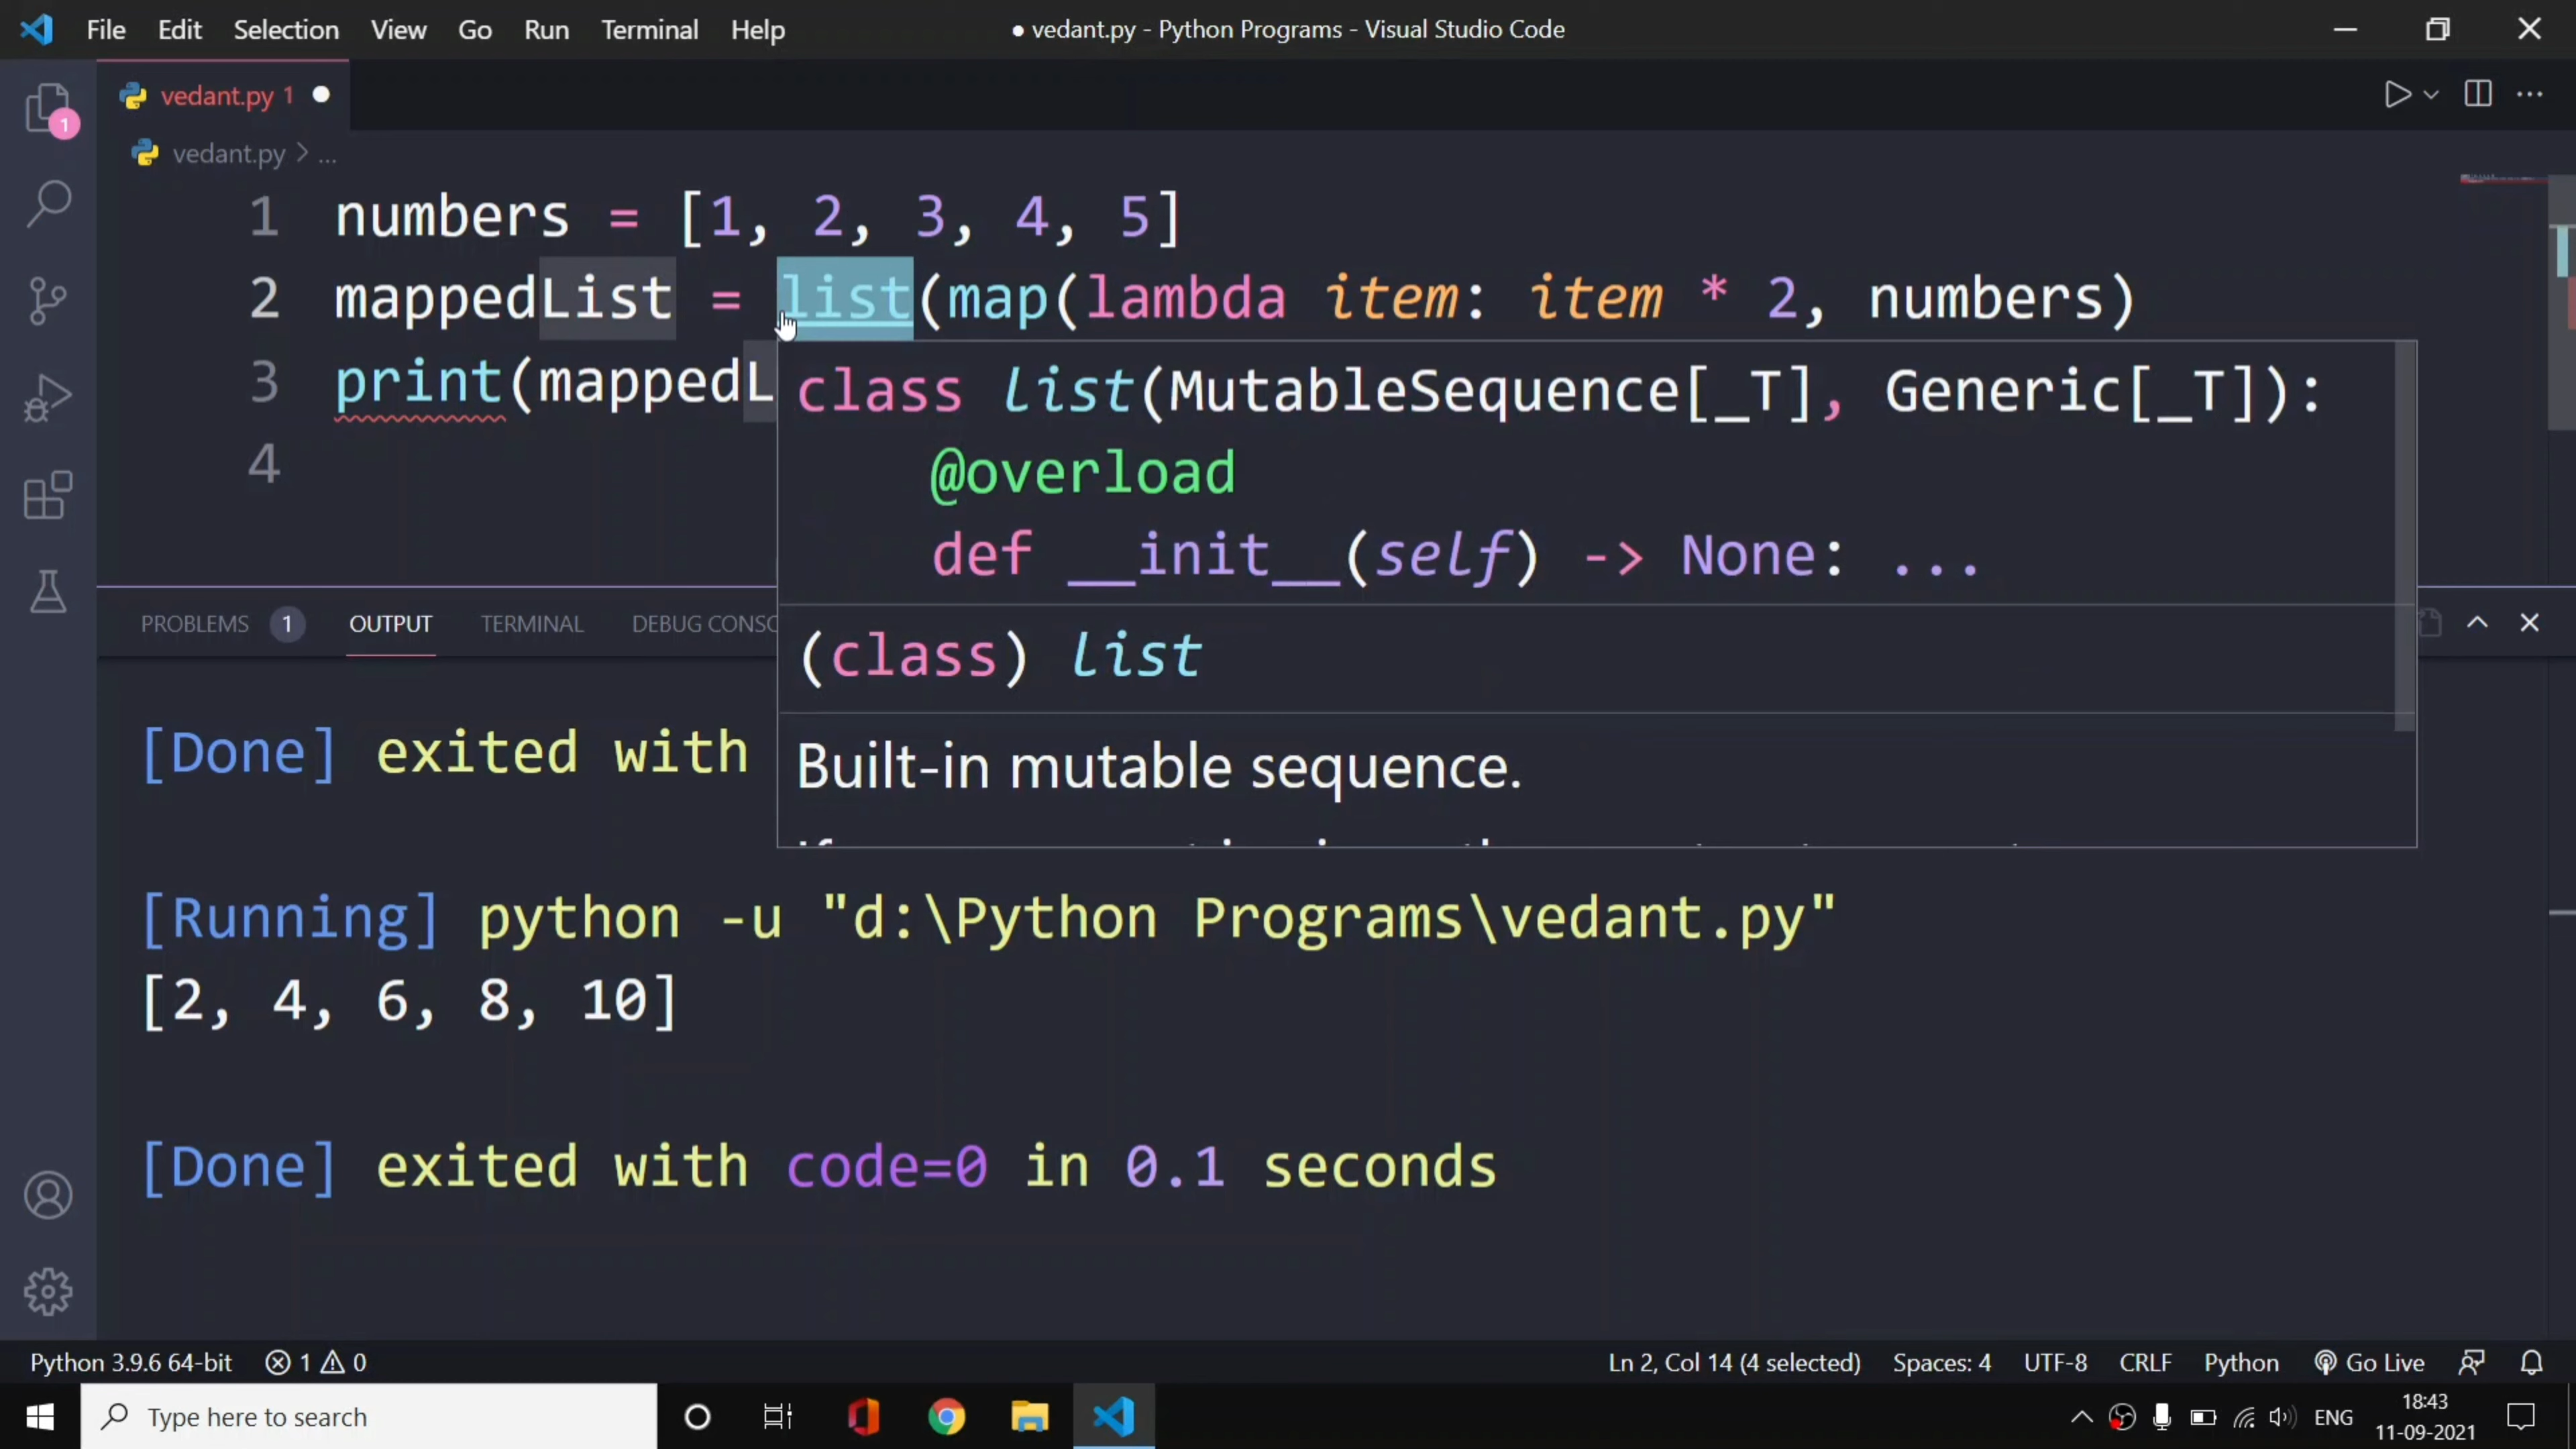 File Edit Selection View Go Run Terminal Help
● vedant.py - Python Programs - Visual Studio Code
1
vedant.py 1
vedant.py > ...
1 numbers = [1, 2, 3, 4, 5]
2 mappedList = list(map(lambda item: item * 2, numbers)
3 print(mappedL
4
class list(MutableSequence[_T], Generic[_T]):
@overload
def __init__(self) -> None: ...
(class) list
Built-in mutable sequence.
PROBLEMS 1 OUTPUT TERMINAL DEBUG CONSO
[Done] exited with
[Running] python -u "d:\Python Programs\vedant.py"
[2, 4, 6, 8, 10]
[Done] exited with code=0 in 0.1 seconds
Python 3.9.6 64-bit 1 0 Ln 2, Col 14 (4 selected) Spaces: 4 UTF-8 CRLF Python Go Live
Type here to search
ENG
18:43
11-09-2021